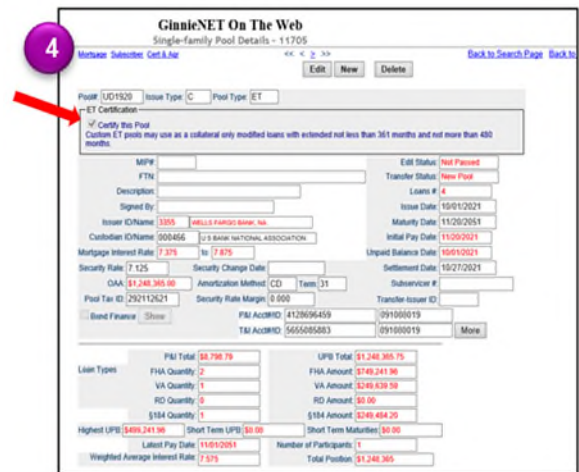 4
GinnieNET On The Web
Single-family Pool Details - 11705
Mortgage Subscriber Cert & Agr << < > >> Back to Search Page Back to
Edit New Delete
Pool# UD1920 Issue Type: C Pool Type: ET
ET Certification
Certify this Pool
Custom ET pools may use as a collateral only modified loans with extended not less than 361 months and not more than 480
months.
MIP#: Edit Status: Not Passed
FTN: Transfer Status: New Pool
Description: Loans #: 4
Signed By: Issue Date: 10/01/2021
Issuer ID/Name: 3355 WELLS FARGO BANK, NA Maturity Date: 11/20/2051
Custodian ID/Name: 000466 U S BANK NATIONAL ASSOCIATION Initial Pay Date: 11/20/2021
Mortgage Interest Rate: 7.375 to 7.875 Unpaid Balance Date: 10/01/2021
Security Rate: 7.125 Security Change Date: Settlement Date: 10/27/2021
OAA: $1,248,365.00 Amortization Method: CD Term: 31 Subservicer #:
Pool Tax ID: 292112621 Security Rate Margin: 0.000 Transfer-Issuer ID:
Bond Finance Show P&I Acct#/ID: 4128696459 091000019
T&I Acct#/ID: 5655085883 091000019 More
P&I Total: $8,798.79 UPB Total: $1,248,365.75
Loan Types FHA Quantity: 2 FHA Amount: $749,241.96
VA Quantity: 1 VA Amount: $249,639.59
RD Quantity: 0 RD Amount: $0.00
§184 Quantity: 1 §184 Amount: $249,484.20
Highest UPB: $499,241.96 Short Term UPB: $0.00 Short Term Maturities: $0.00
Latest Pay Date: 11/01/2051 Number of Participants: 1
Weighted Average Interest Rate: 7.575 Total Position: $1,248,365